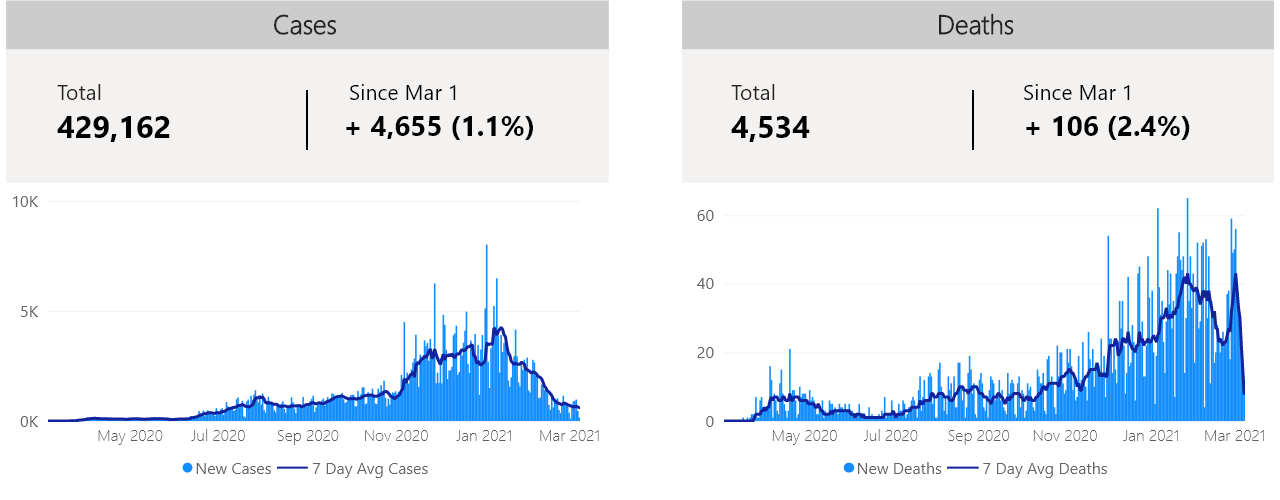 Cases
Total
429,162
Since Mar 1
+ 4,655 (1.1%)
10K
5K
0K
May 2020 Jul 2020 Sep 2020 Nov 2020 Jan 2021 Mar 2021
New Cases 7 Day Avg Cases
Deaths
Total
4,534
Since Mar 1
+ 106 (2.4%)
60
40
20
0
May 2020 Jul 2020 Sep 2020 Nov 2020 Jan 2021 Mar 2021
New Deaths 7 Day Avg Deaths